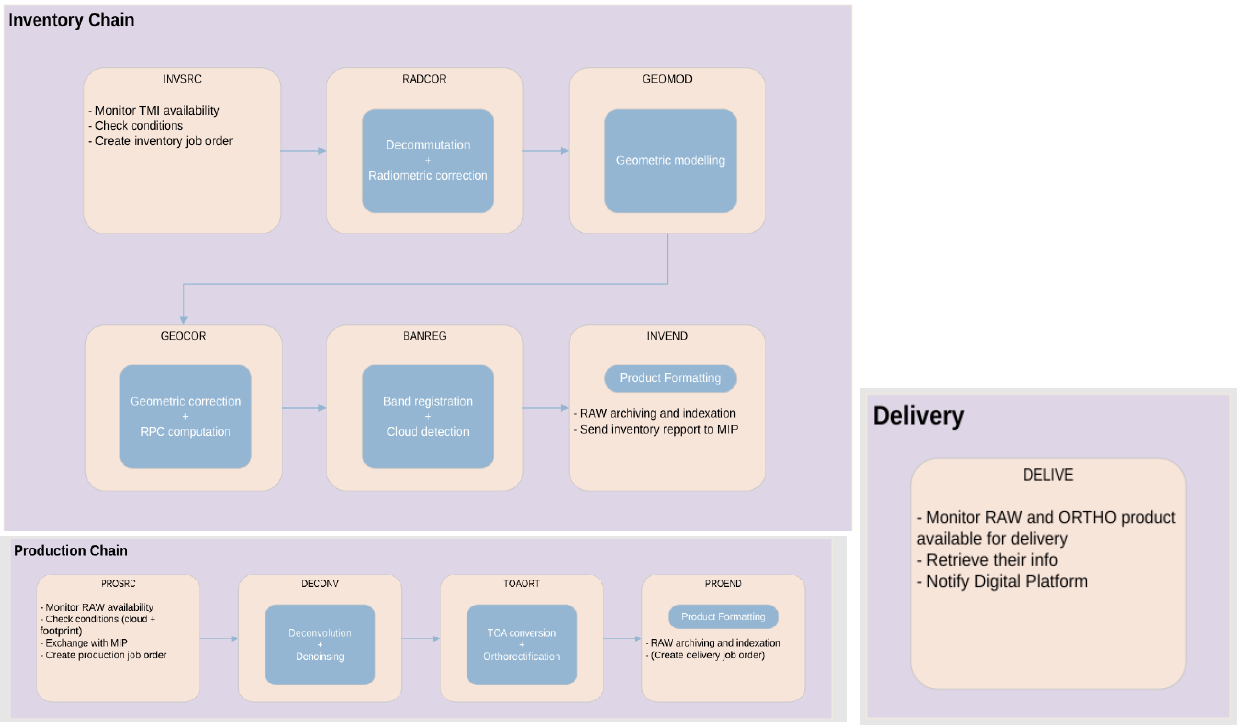 Inventory Chain
INVSRC
- Monitor TMI availability
- Check conditions
- Create inventory job order
RADCOR
Decommutation
+
Radiometric correction
GEOMOD
Geometric modelling
GEOCOR
Geometric correction
+
RPC computation
BANREG
Band registration
+
Cloud detection
INVEND
Product Formatting
- RAW archiving and indexation
- Send inventory repport to MIP
Production Chain
PROSRC
- Monitor RAW availability
- Check conditions (cloud +
footprint)
- Exchange with MIP
- Create production job order
DECONV
Deconvolution
+
Denoinsing
TOAORT
TOA conversion
+
Orthorectification
PROEND
Product Formatting
- RAW archiving and indexation
- (Create delivery job order)
Delivery
DELIVE
- Monitor RAW and ORTHO product
available for delivery
- Retrieve their info
- Notify Digital Platform